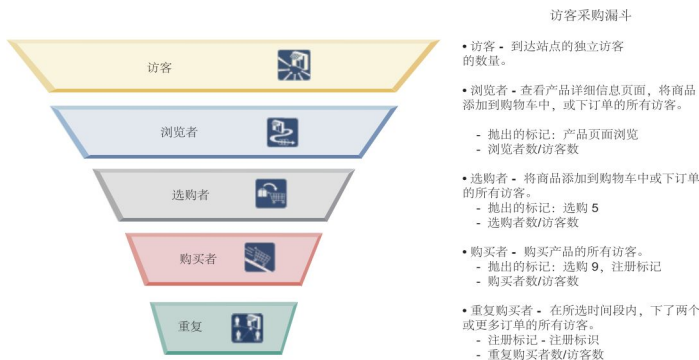 访客采购漏斗
访客
浏览者
选购者
购买者
重复
• 访客 - 到达站点的独立访客
的数量。
• 浏览者 - 查看产品详细信息页面，将商品
添加到购物车中，或下订单的所有访客。
- 抛出的标记：产品页面浏览
- 浏览者数/访客数
• 选购者 - 将商品添加到购物车中或下订单
的所有访客。
- 抛出的标记：选购 5
- 选购者数/访客数
• 购买者 - 购买产品的所有访客。
- 抛出的标记：选购 9，注册标记
- 购买者数/访客数
• 重复购买者 - 在所选时间段内，下了两个
或更多订单的所有访客。
- 注册标记 - 注册标识
- 重复购买者数/访客数